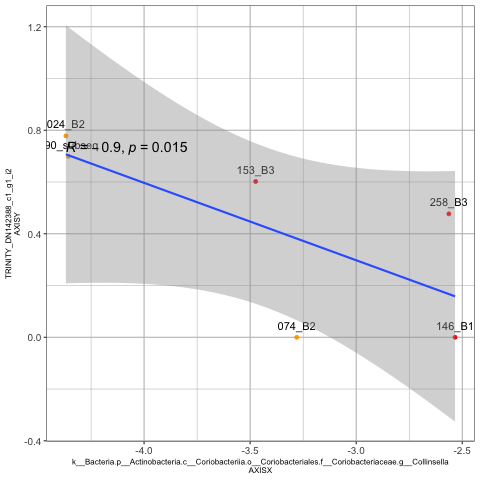 1.2
024_B2
0.8
R = −0.9, p = 0.015
153_B3
258_B3
0.4
074_B2
146_B1
0.0
-0.4
-4.0
-3.5
-3.0
-2.5
k__Bacteria.p__Actinobacteria.c__Coriobacteriia.o__Coriobacteriales.f__Coriobacteriaceae.g__Collinsella
AXISX
TRINITY_DN142388_c1_g1_i2
AXISY